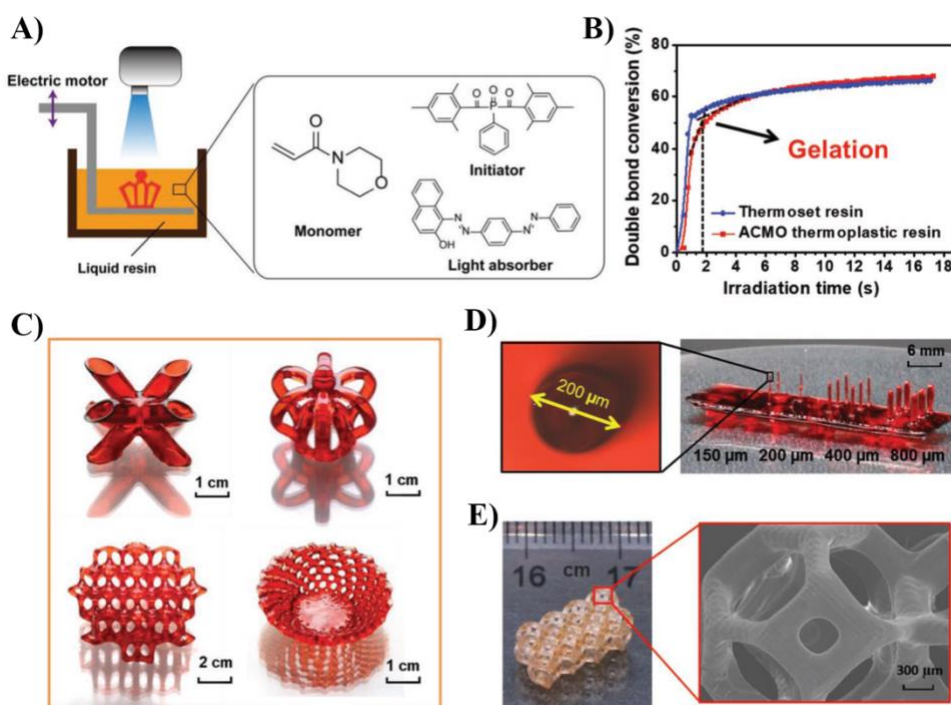 A)
Electric motor
Liquid resin
O
N
O
Monomer
O O O
P
Initiator
N
N
OH
N
N
Light absorber
B)
Double bond conversion (%)
80
60
40
20
0
0 2 4 6 8 10 12 14 16 18
Irradiation time (s)
Gelation
Thermoset resin
ACMO thermoplastic resin
C)
1 cm
1 cm
2 cm
1 cm
D)
200 µm
6 mm
150 µm 200 µm 400 µm 800 µm
E)
16 cm 17
300 µm